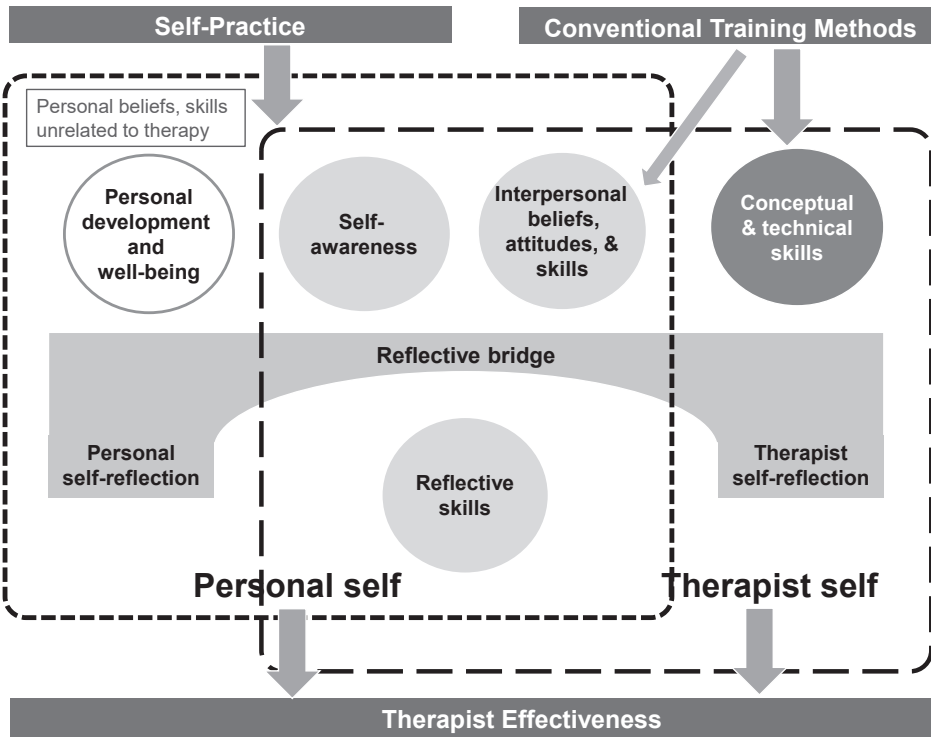 Self-Practice
Conventional Training Methods
Personal beliefs, skills
unrelated to therapy
Personal
development
and
well-being
Self-
awareness
Interpersonal
beliefs,
attitudes, &
skills
Conceptual
& technical
skills
Reflective bridge
Personal
self-reflection
Therapist
self-reflection
Reflective
skills
Personal self
Therapist self
Therapist Effectiveness